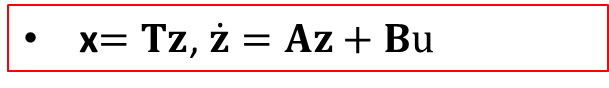 • x= Tz, ż = Az + Bu